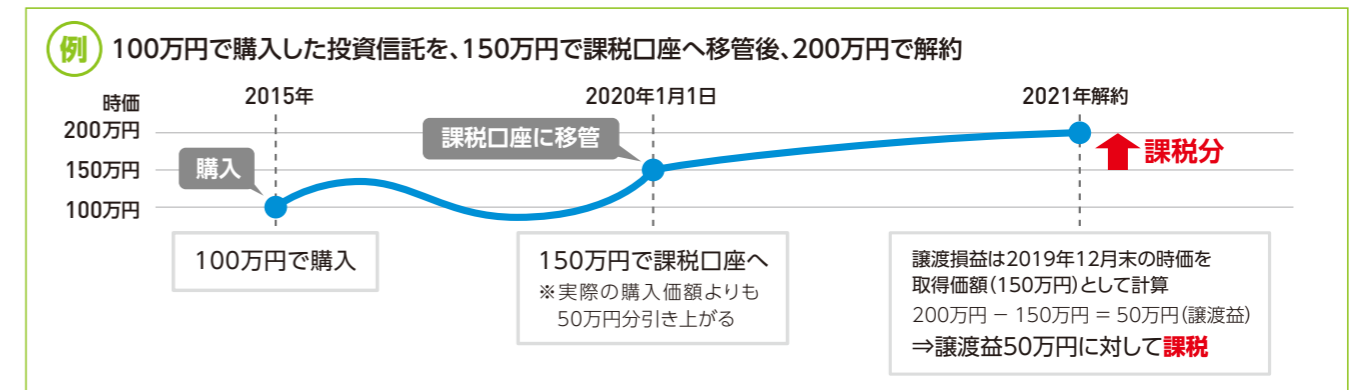 例 100万円で購入した投資信託を、150万円で課税口座へ移管後、200万円で解約
時価
2015年
2020年1月1日
2021年解約
200万円
150万円
100万円
購入
課税口座に移管
課税分
100万円で購入
150万円で課税口座へ
※実際の購入価額よりも
50万円分引き上がる
譲渡損益は2019年12月末の時価を
取得価額（150万円）として計算
200万円 － 150万円 ＝ 50万円（譲渡益）
⇒譲渡益50万円に対して課税